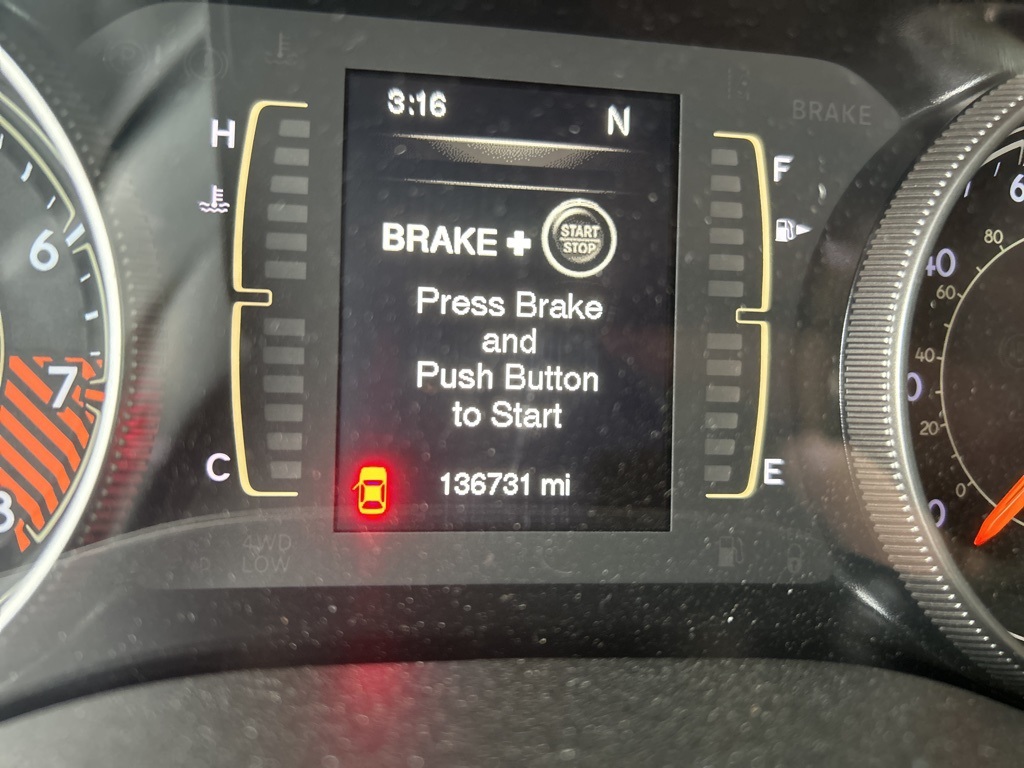 3:16 N
H F
BRAKE
BRAKE + START STOP
Press Brake
and
Push Button
to Start
136731 mi
C E
4WD
LOW
6
7
8
80
60
40
40
20
0